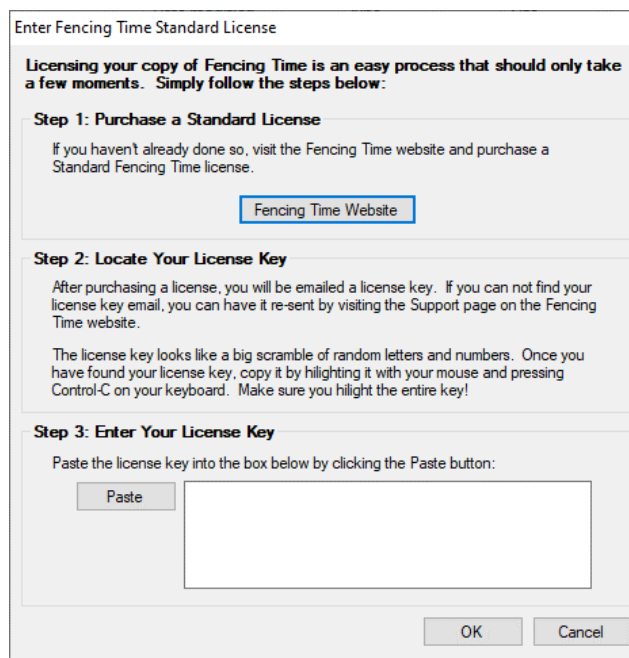 Enter Fencing Time Standard License
Licensing your copy of Fencing Time is an easy process that should only take
a few moments.  Simply follow the steps below:
Step 1: Purchase a Standard License
If you haven't already done so, visit the Fencing Time website and purchase a
Standard Fencing Time license.
Fencing Time Website
Step 2: Locate Your License Key
After purchasing a license, you will be emailed a license key.  If you can not find your
license key email, you can have it re-sent by visiting the Support page on the Fencing
Time website.
The license key looks like a big scramble of random letters and numbers.  Once you
have found your license key, copy it by hilighting it with your mouse and pressing
Control-C on your keyboard.  Make sure you hilight the entire key!
Step 3: Enter Your License Key
Paste the license key into the box below by clicking the Paste button:
Paste
OK
Cancel